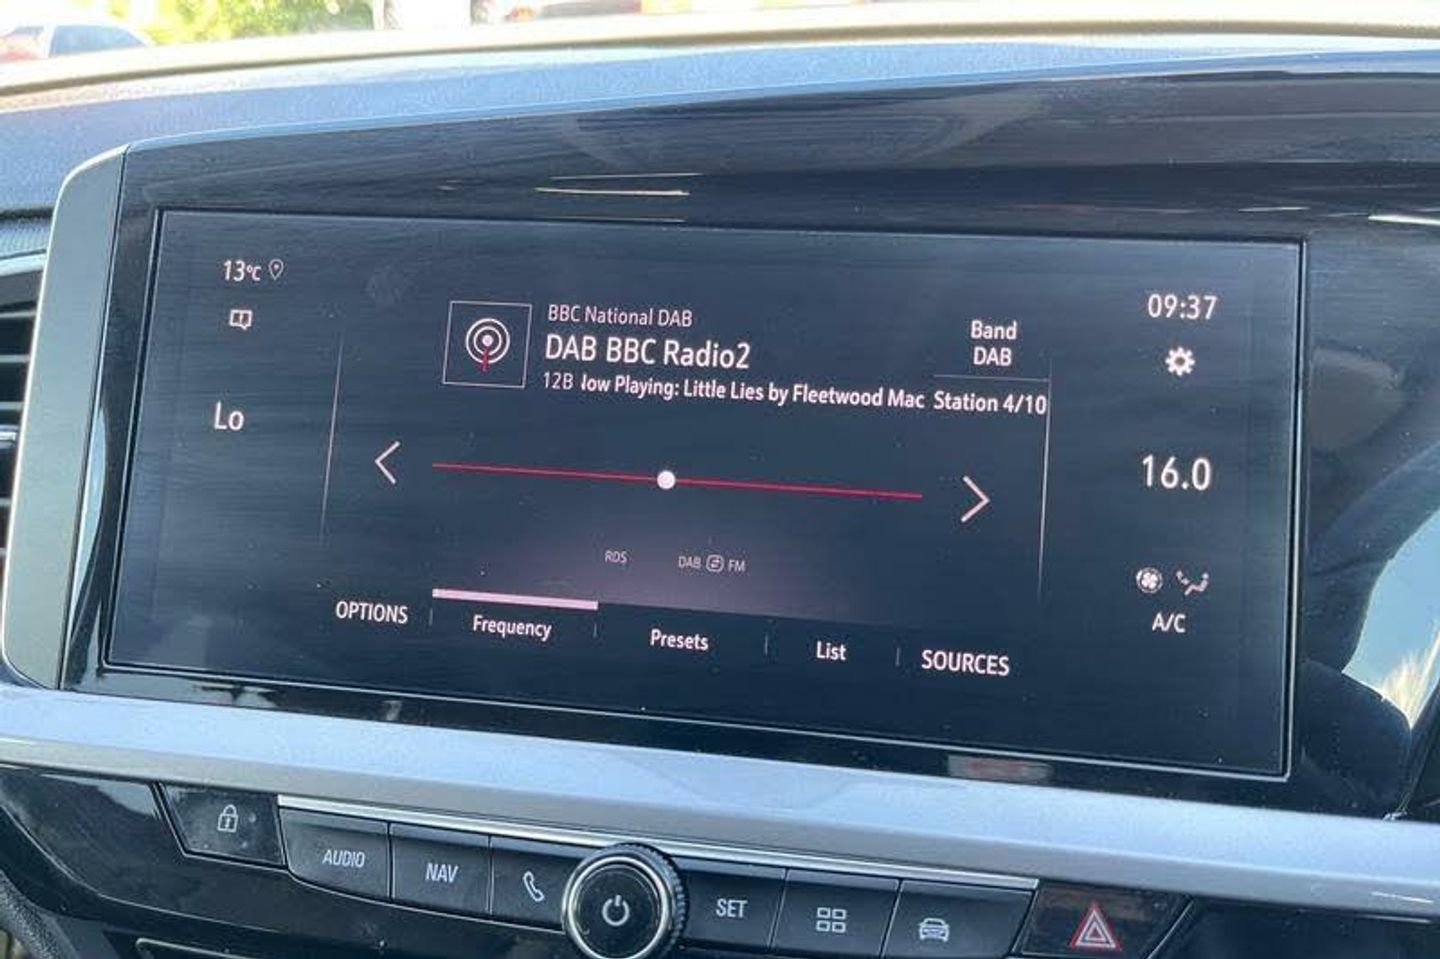 13°C
09:37
BBC National DAB
DAB BBC Radio2
12B low Playing: Little Lies by Fleetwood Mac
Band
DAB
Station 4/10
Lo
16.0
RDS
DAB FM
A/C
OPTIONS
Frequency
Presets
List
SOURCES
AUDIO
NAV
SET